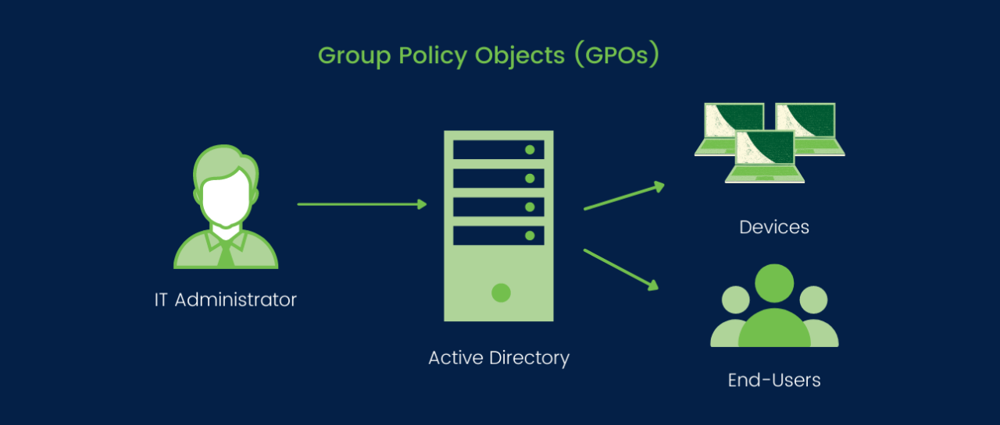 Group Policy Objects (GPOs)
IT Administrator
Active Directory
Devices
End-Users